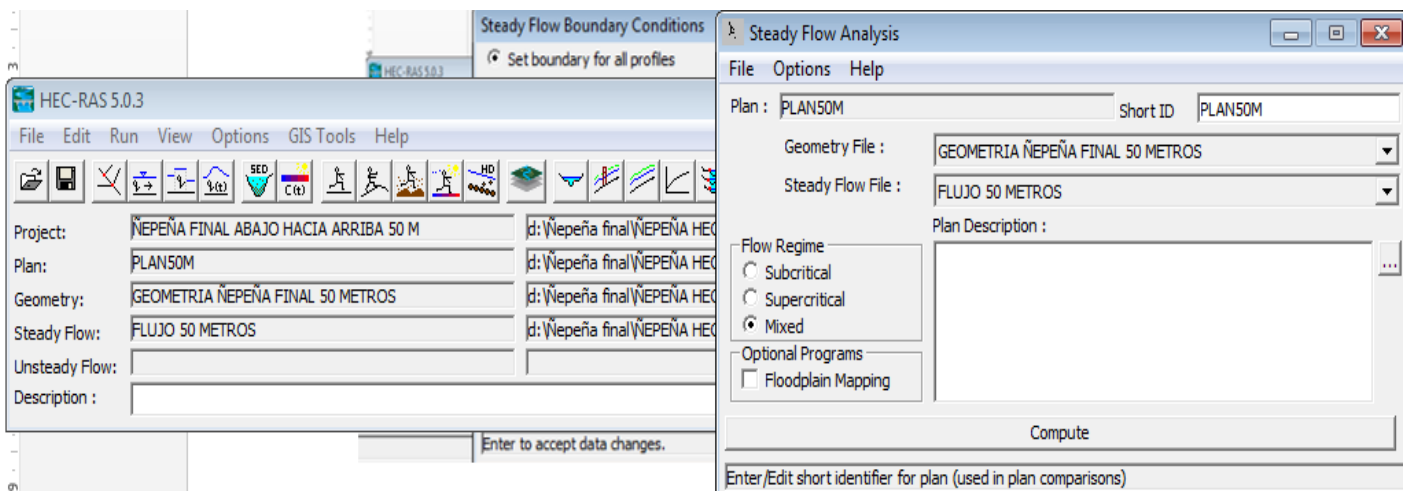 Steady Flow Boundary Conditions
Set boundary for all profiles
HEC-RAS 5.0.3
HEC-RAS 5.0.3
File Edit Run View Options GIS Tools Help
SED
HD
C(t)
Project: ÑEPEÑA FINAL ABAJO HACIA ARRIBA 50 M d:\Ñepeña final\ÑEPEÑA HEC
Plan: PLAN50M d:\Ñepeña final\ÑEPEÑA HEC
Geometry: GEOMETRIA ÑEPEÑA FINAL 50 METROS d:\Ñepeña final\ÑEPEÑA HEC
Steady Flow: FLUJO 50 METROS d:\Ñepeña final\ÑEPEÑA HEC
Unsteady Flow:
Description :
Enter to accept data changes.
Steady Flow Analysis
File Options Help
Plan : PLAN50M Short ID PLAN50M
Geometry File : GEOMETRIA ÑEPEÑA FINAL 50 METROS
Steady Flow File : FLUJO 50 METROS
Plan Description :
Flow Regime
Subcritical
Supercritical
Mixed
Optional Programs
Floodplain Mapping
...
Compute
Enter/Edit short identifier for plan (used in plan comparisons)